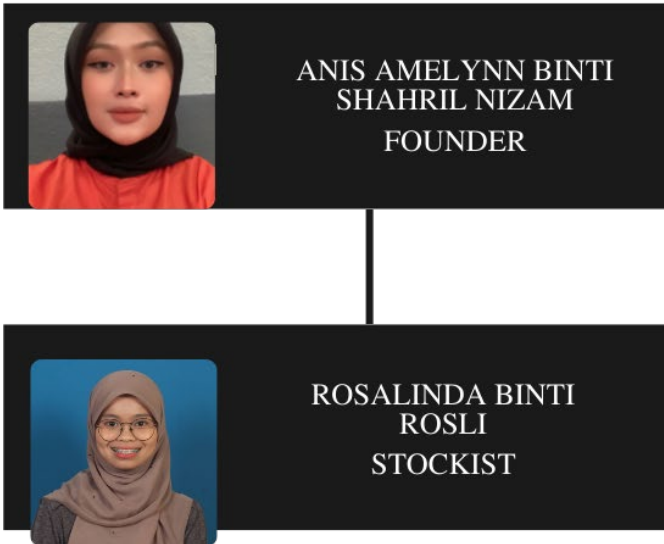 ANIS AMELYNN BINTI
SHAHRIL NIZAM
FOUNDER
ROSALINDA BINTI
ROSLI
STOCKIST